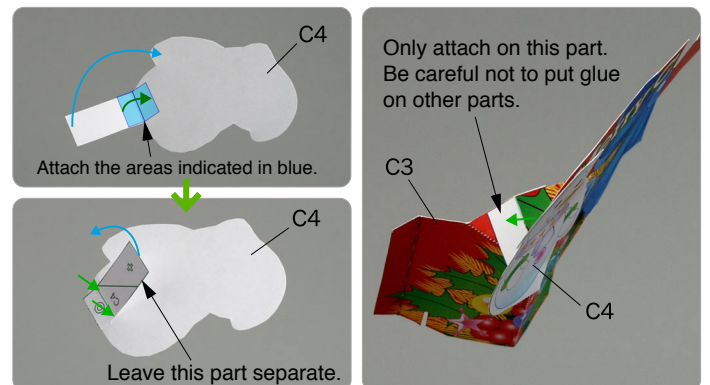 C4
Attach the areas indicated in blue.
C4
Leave this part separate.
Only attach on this part.
Be careful not to put glue
on other parts.
C3
C4